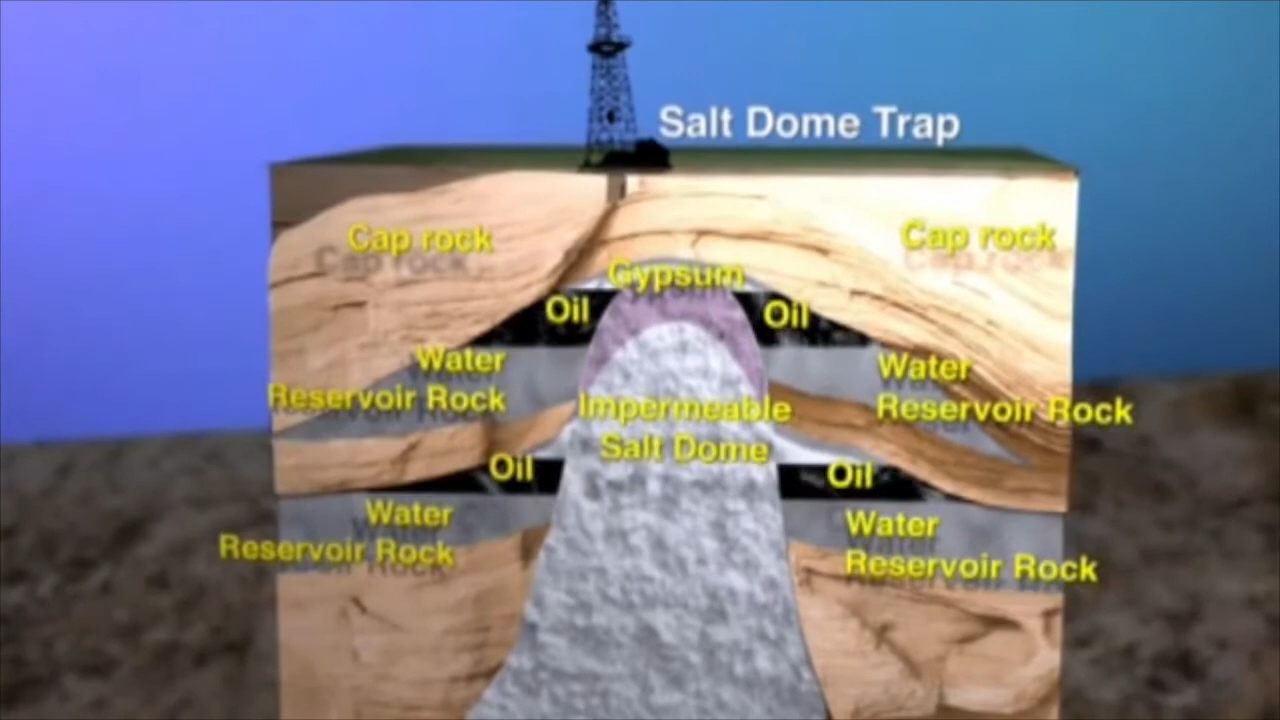 Salt Dome Trap
Cap rock
Cap rock
Gypsum
Oil
Oil
Water
Reservoir Rock
Water
Reservoir Rock
Impermeable
Salt Dome
Oil
Oil
Water
Reservoir Rock
Water
Reservoir Rock